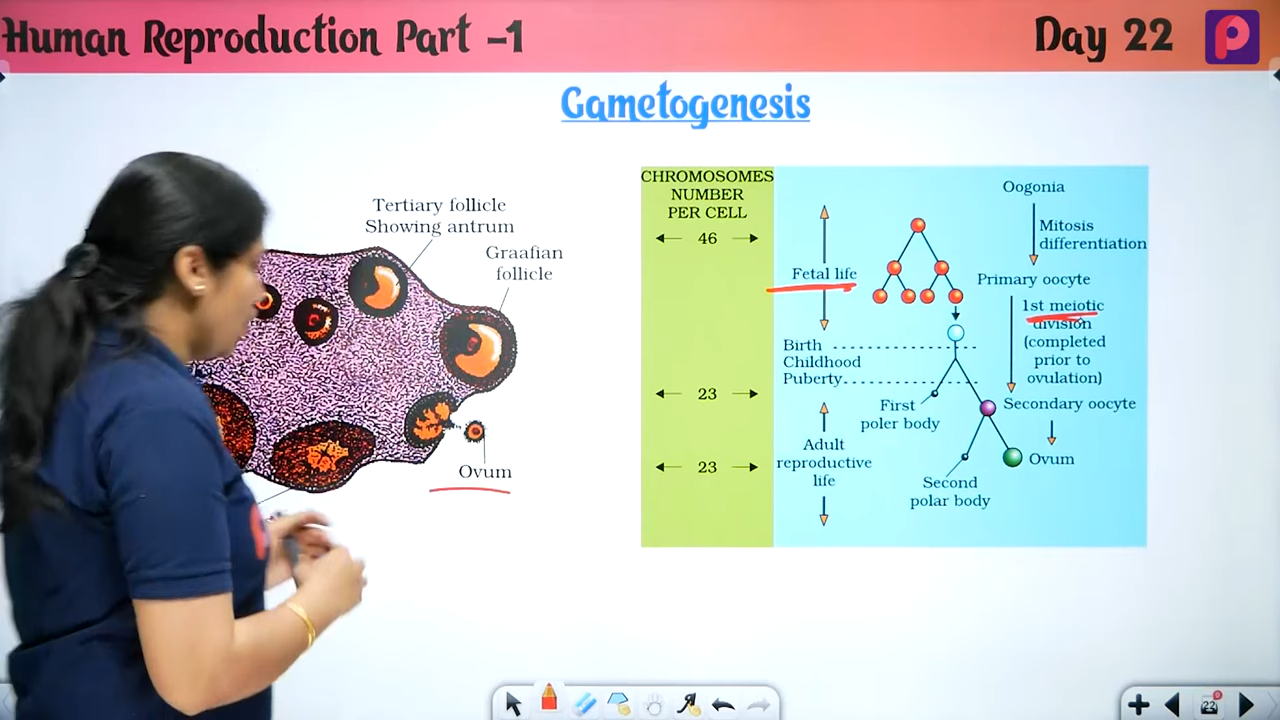 Human Reproduction Part –1
Day 22
Gametogenesis
Tertiary follicle
Showing antrum
Graafian
follicle
Ovum
CHROMOSOMES
NUMBER
PER CELL
46
23
23
Fetal life
Birth
Childhood
Puberty
Adult
reproductive
life
First
poler body
Second
polar body
Oogonia
Mitosis
differentiation
Primary oocyte
1st meiotic
division
(completed
prior to
ovulation)
Secondary oocyte
Ovum
22